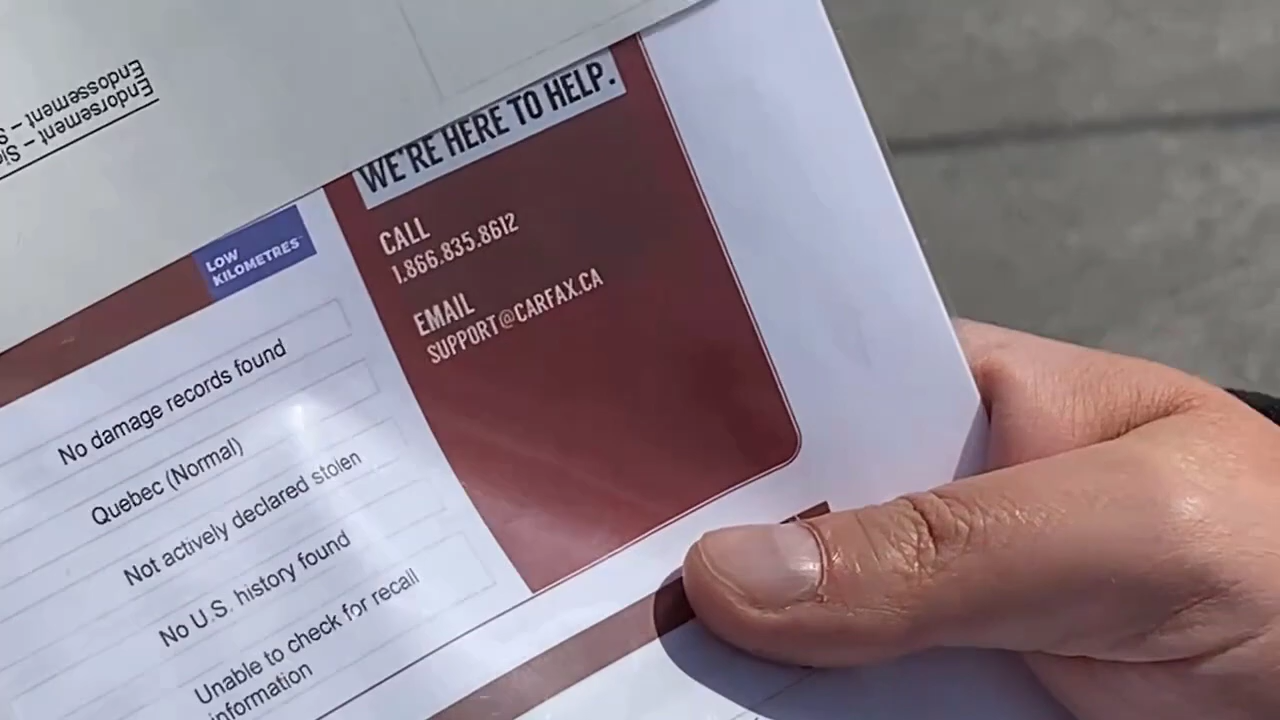 Endorsement –
Endossement –
WE'RE HERE TO HELP.
CALL
1.866.835.8612
EMAIL
SUPPORT@CARFAX.CA
LOW
KILOMETRES™
No damage records found
Quebec (Normal)
Not actively declared stolen
No U.S. history found
Unable to check for recall
information